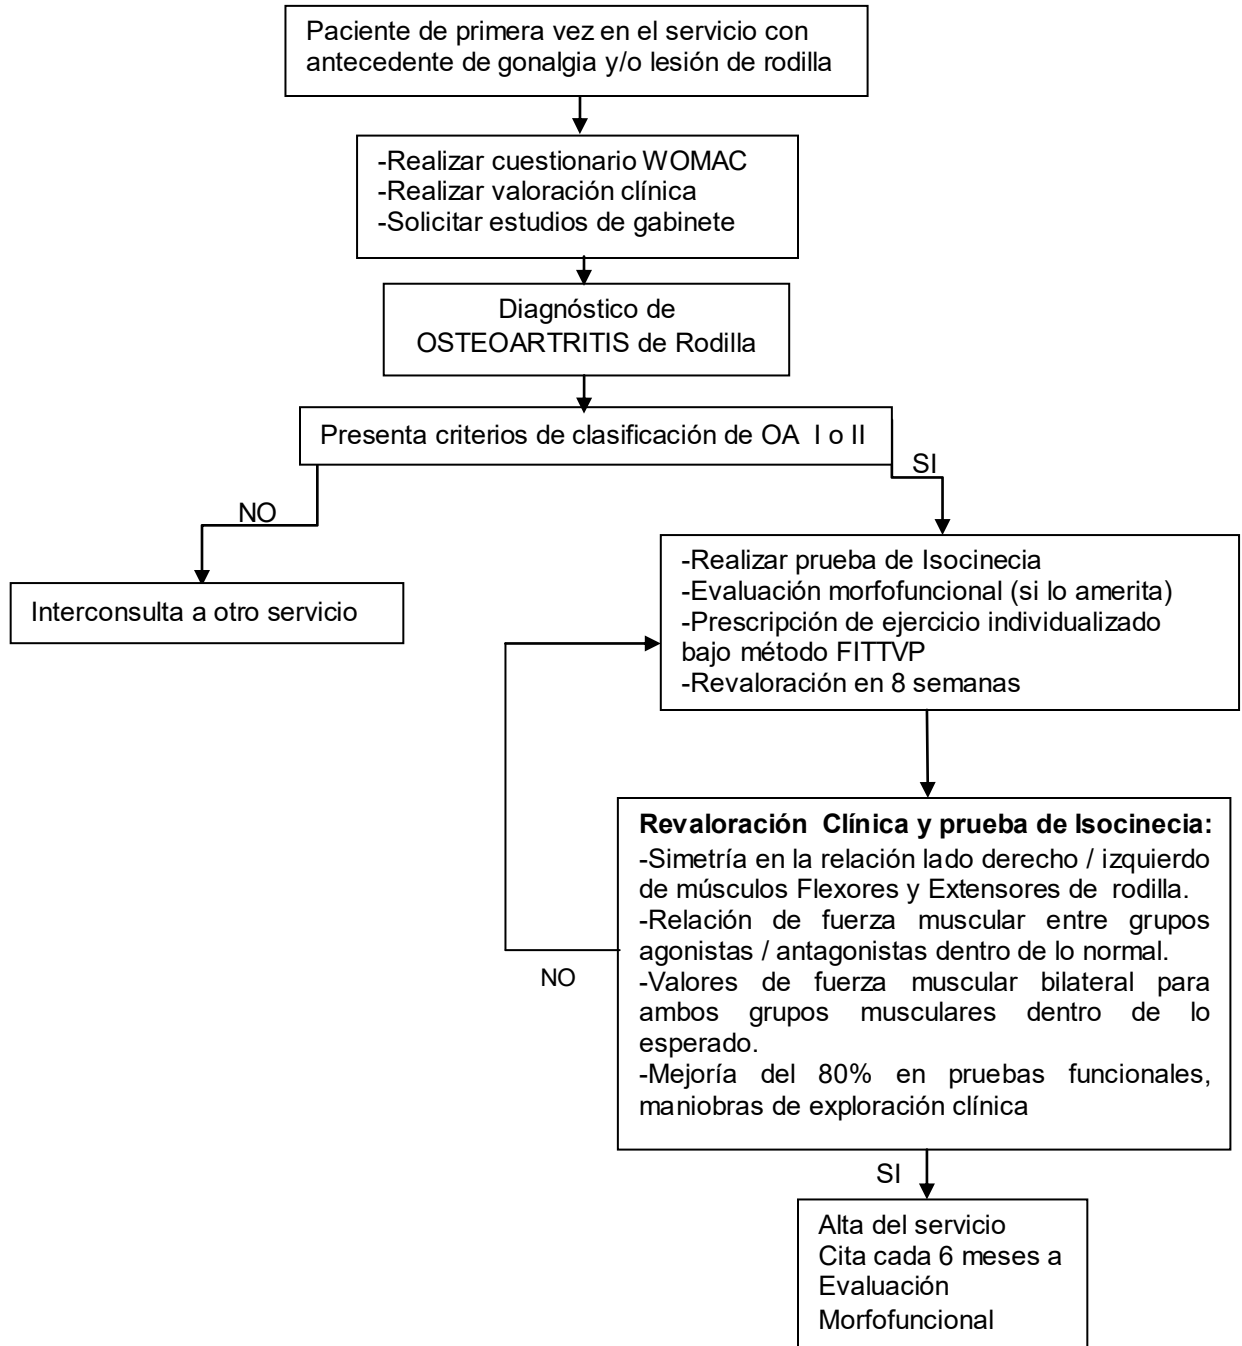 Paciente de primera vez en el servicio con
antecedente de gonalgia y/o lesión de rodilla
-Realizar cuestionario WOMAC
-Realizar valoración clínica
-Solicitar estudios de gabinete
Diagnóstico de
OSTEOARTRITIS de Rodilla
Presenta criterios de clasificación de OA I o II
SI
NO
-Realizar prueba de Isocinecia
-Evaluación morfofuncional (si lo amerita)
-Prescripción de ejercicio individualizado
bajo método FITTVP
-Revaloración en 8 semanas
Interconsulta a otro servicio
Revaloración Clínica y prueba de Isocinecia:
-Simetría en la relación lado derecho / izquierdo
de músculos Flexores y Extensores de rodilla.
-Relación de fuerza muscular entre grupos
agonistas / antagonistas dentro de lo normal.
-Valores de fuerza muscular bilateral para
ambos grupos musculares dentro de lo
esperado.
-Mejoría del 80% en pruebas funcionales,
maniobras de exploración clínica
NO
SI
Alta del servicio
Cita cada 6 meses a
Evaluación
Morfofuncional